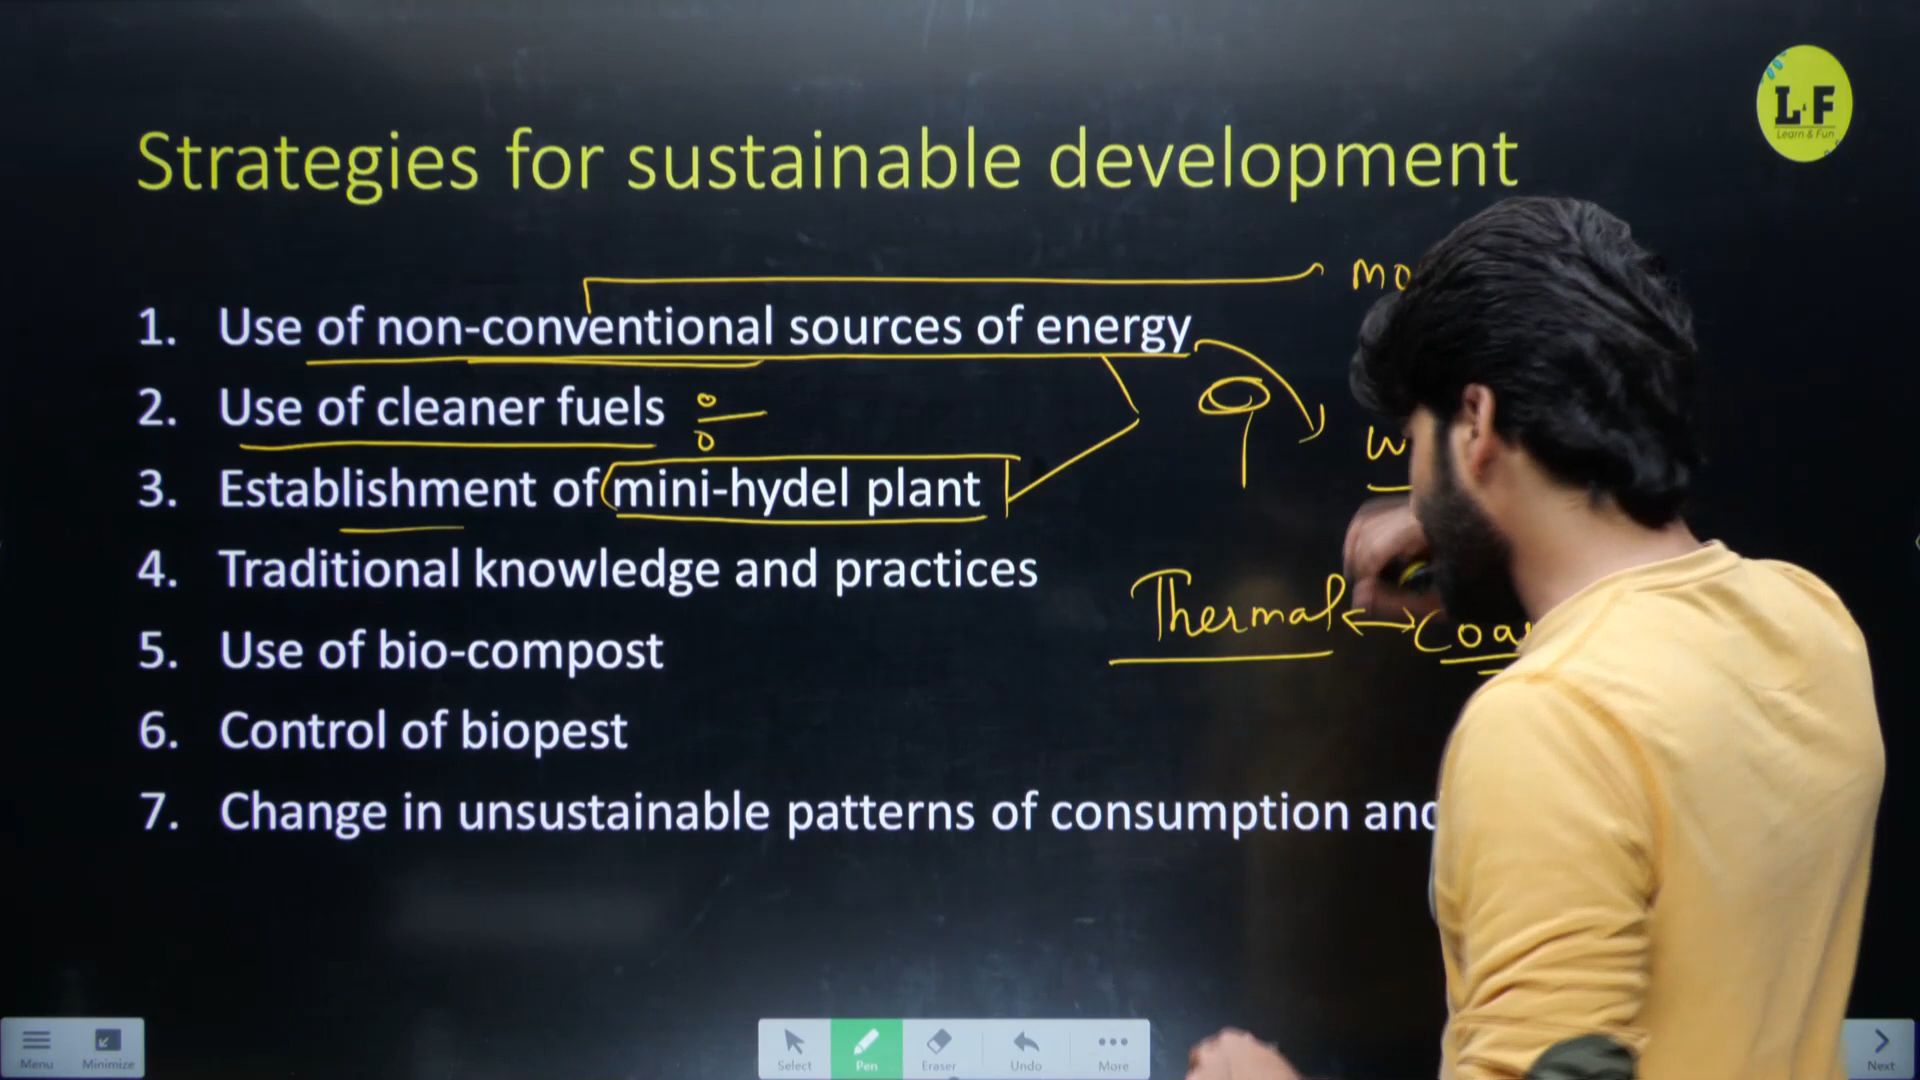 L&F
Learn & Fun
Strategies for sustainable development
1. Use of non-conventional sources of energy
2. Use of cleaner fuels
3. Establishment of mini-hydel plant
4. Traditional knowledge and practices
Thermal
5. Use of bio-compost
6. Control of biopest
7. Change in unsustainable patterns of consumption and
Menu
Minimize
Select
Pen
Eraser
Undo
More
Next